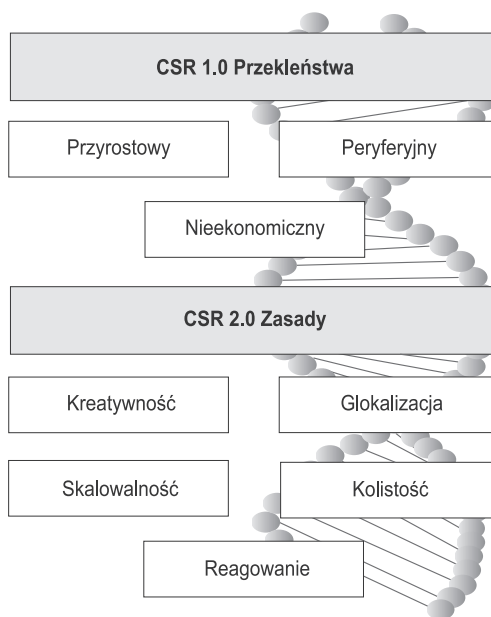 CSR 1.0 Przekleństwa
Przyrostowy
Peryferyjny
Nieekonomiczny
CSR 2.0 Zasady
Kreatywność
Glokalizacja
Skalowalność
Kolistość
Reagowanie